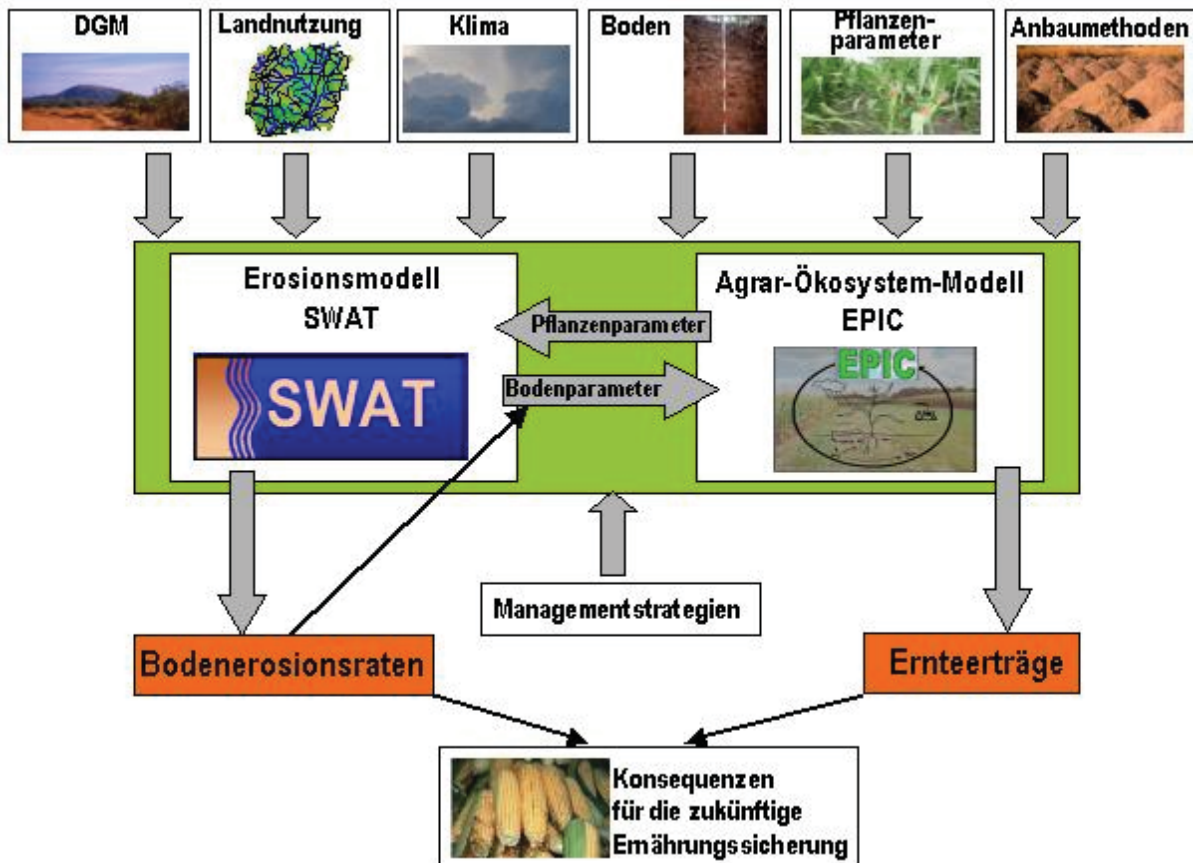 DGM
Landnutzung
Klima
Boden
Pflanzen-
parameter
Anbaumethoden
Erosionsmodell
SWAT
SWAT
Pflanzenparameter
Bodenparameter
Agrar-Ökosystem-Modell
EPIC
EPIC
Managementstrategien
Bodenerosionsraten
Ernteerträge
Konsequenzen
für die zukünftige
Ernährungssicherung